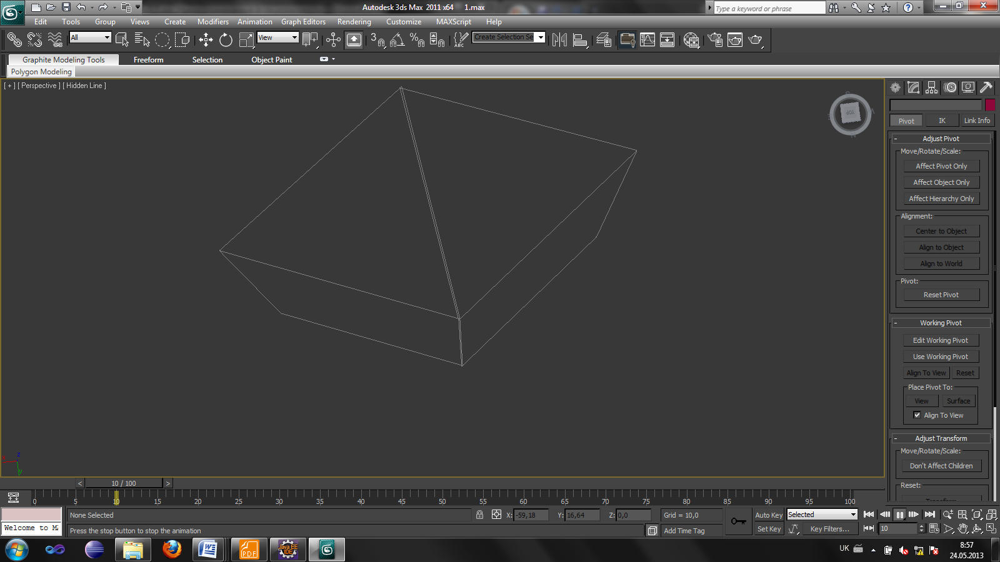 Autodesk 3ds Max 2011 x64 1.max
Type a keyword or phrase
Edit Tools Group Views Create Modifiers Animation Graph Editors Rendering Customize MAXScript Help
All View Create Selection Se
Graphite Modeling Tools Freeform Selection Object Paint
Polygon Modeling
[ + ] [ Perspective ] [ Hidden Line ]
TOP
Pivot IK Link Info
- Adjust Pivot
Move/Rotate/Scale:
Affect Pivot Only
Affect Object Only
Affect Hierarchy Only
Alignment:
Center to Object
Align to Object
Align to World
Pivot:
Reset Pivot
- Working Pivot
Edit Working Pivot
Use Working Pivot
Align To View Reset
Place Pivot To:
View Surface
Align To View
- Adjust Transform
Move/Rotate/Scale:
Don't Affect Children
Reset:
Transform
z
x
y
< 10 / 100 >
0 5 10 15 20 25 30 35 40 45 50 55 60 65 70 75 80 85 90 95 100
None Selected X: -59,18 Y: 16,64 Z: 0,0 Grid = 10,0 Auto Key Selected
Welcome to MA Press the stop button to stop the animation Add Time Tag Set Key Key Filters... 10
PDF
Java EE
IDE
UK
8:57
24.05.2013